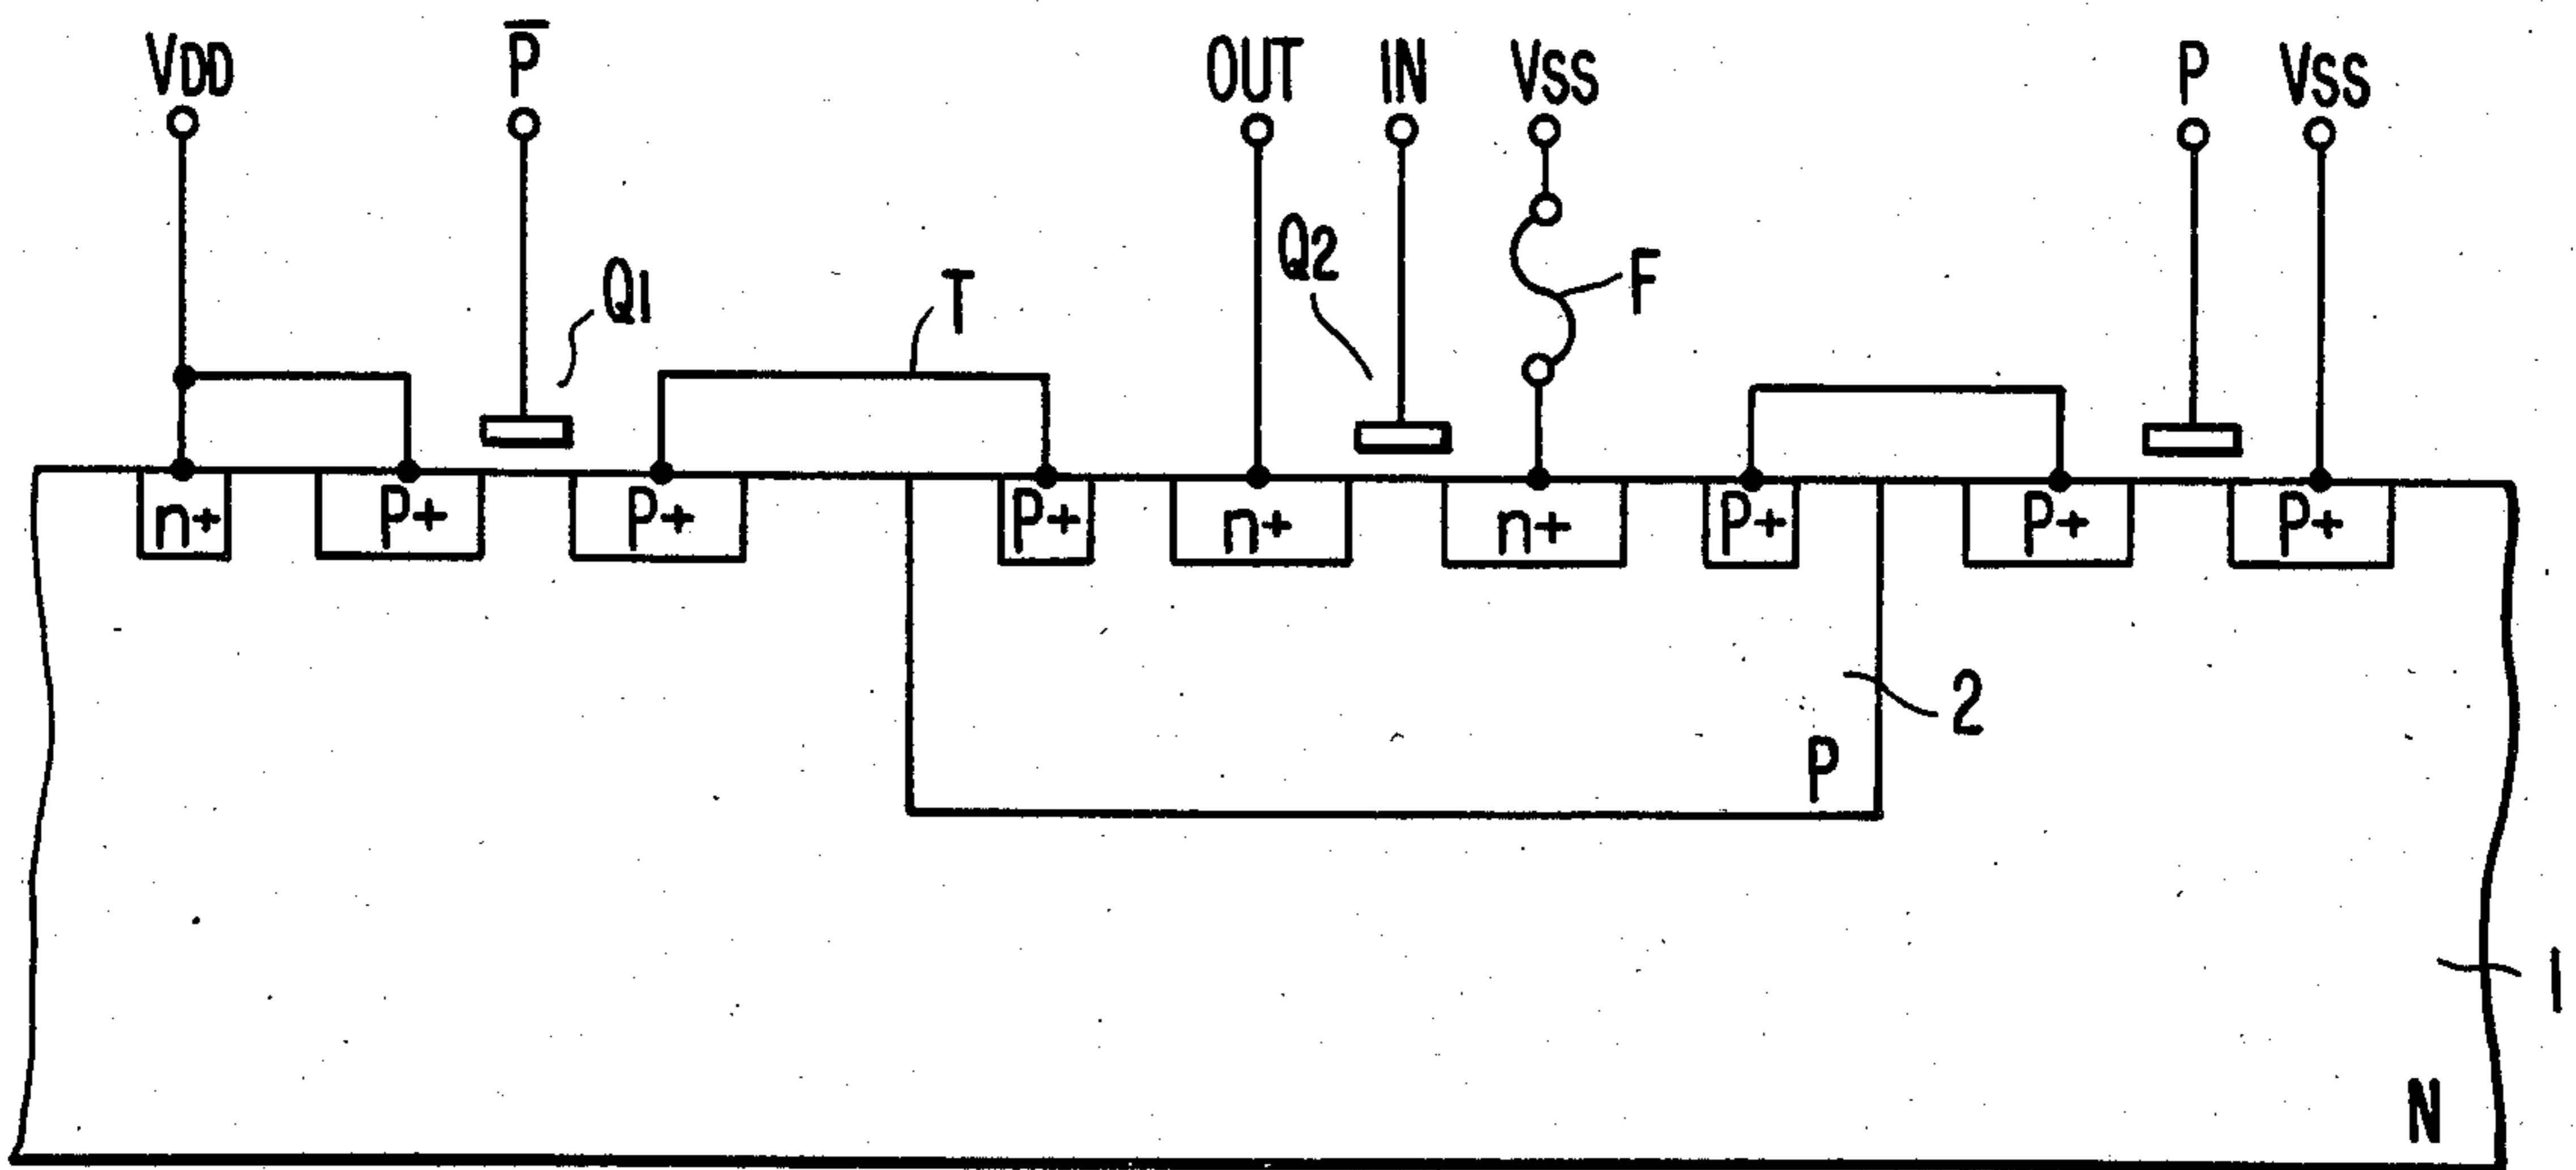 VDD P̅ OUT IN VSS P VSS
Q1 T Q2 F
n+ P+ P+ P+ n+ n+ P+ P+ P+
2
P
1
N